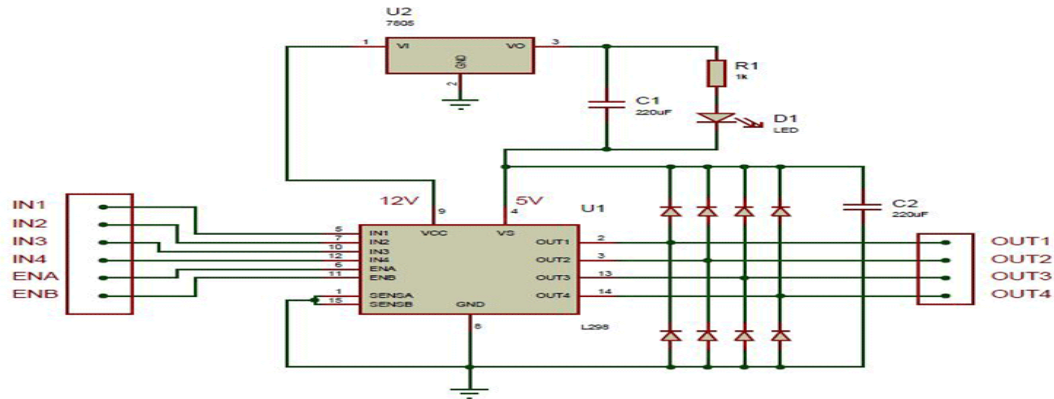 U2
7805
1
VI
VO
3
GND
2
R1
1k
C1
220uF
D1
LED
12V
5V
9
4
U1
C2
220uF
IN1
IN2
IN3
IN4
ENA
ENB
5
7
10
12
6
11
1
15
IN1
IN2
IN3
IN4
ENA
ENB
SENSA
SENSB
VCC
VS
GND
8
OUT1
OUT2
OUT3
OUT4
2
3
13
14
L298
OUT1
OUT2
OUT3
OUT4